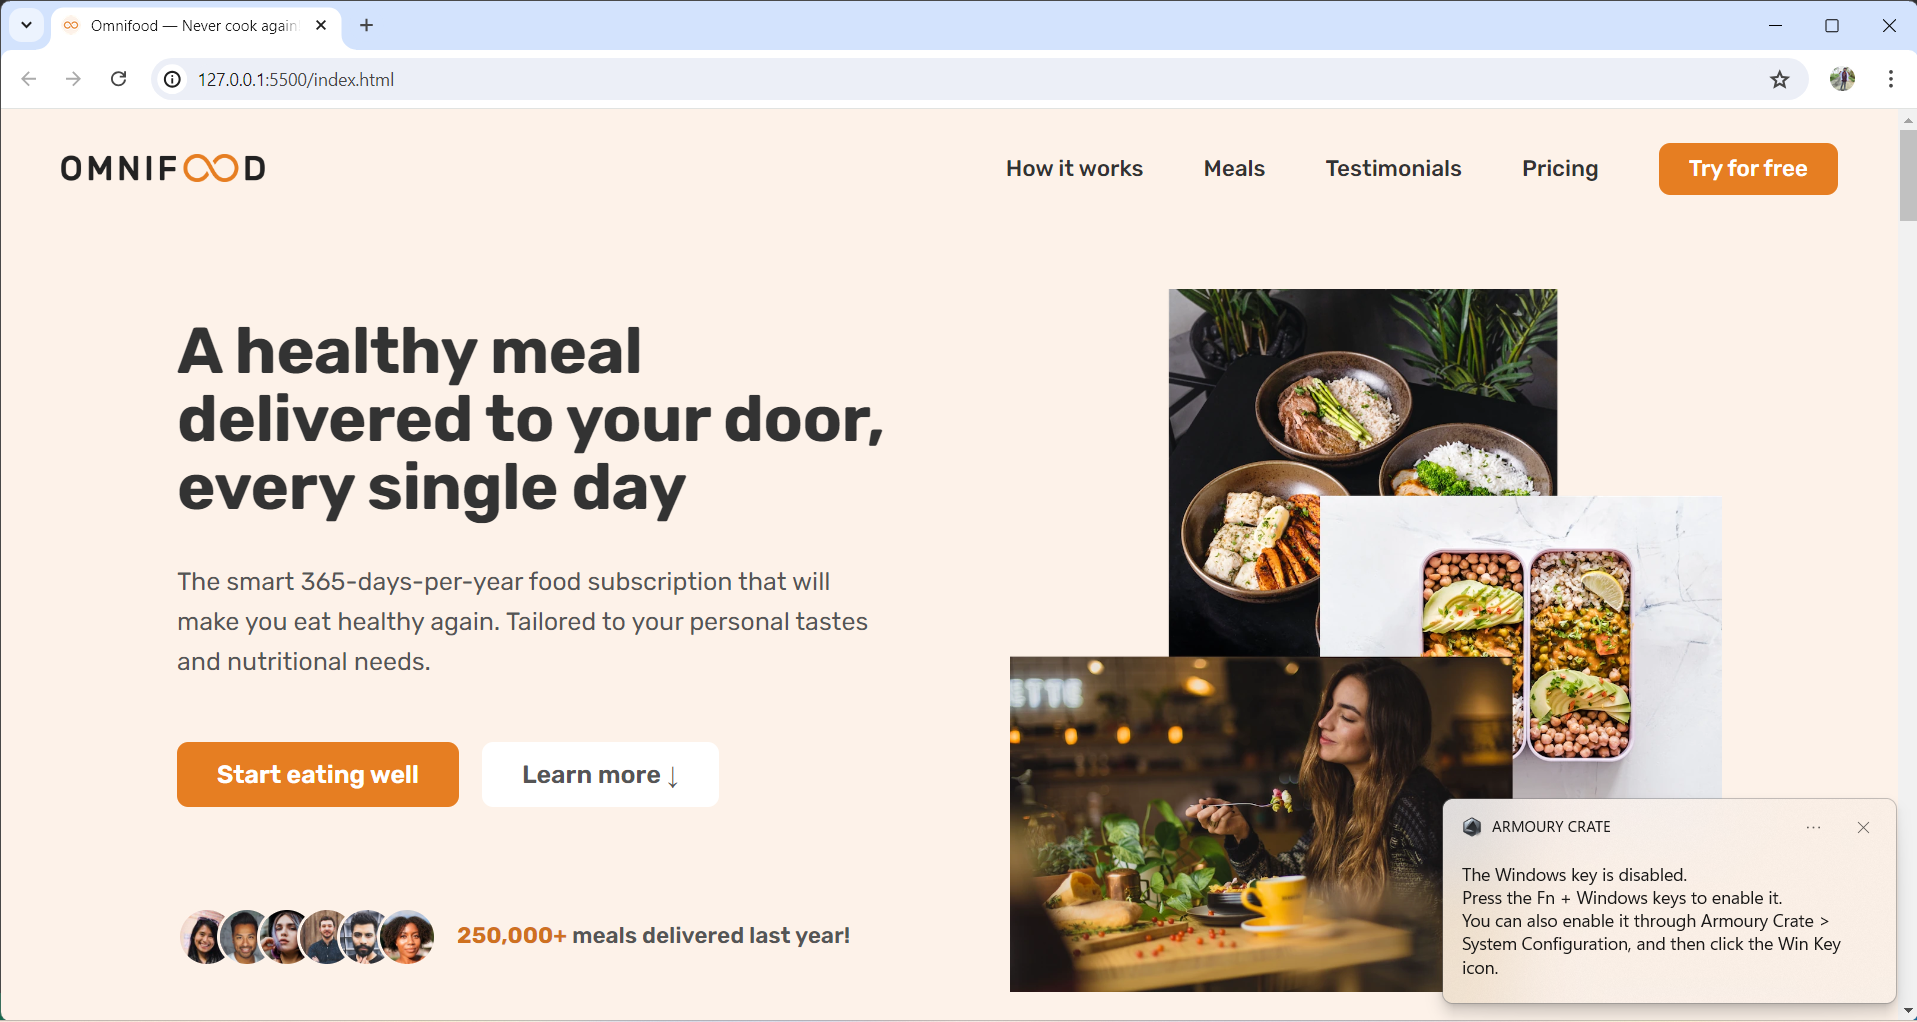 Omnifood — Never cook again
127.0.0.1:5500/index.html
OMNIFOOD
How it works
Meals
Testimonials
Pricing
Try for free
A healthy meal
delivered to your door,
every single day
The smart 365-days-per-year food subscription that will
make you eat healthy again. Tailored to your personal tastes
and nutritional needs.
Start eating well
Learn more ↓
250,000+ meals delivered last year!
ETTE
ARMOURY CRATE
The Windows key is disabled.
Press the Fn + Windows keys to enable it.
You can also enable it through Armoury Crate >
System Configuration, and then click the Win Key
icon.